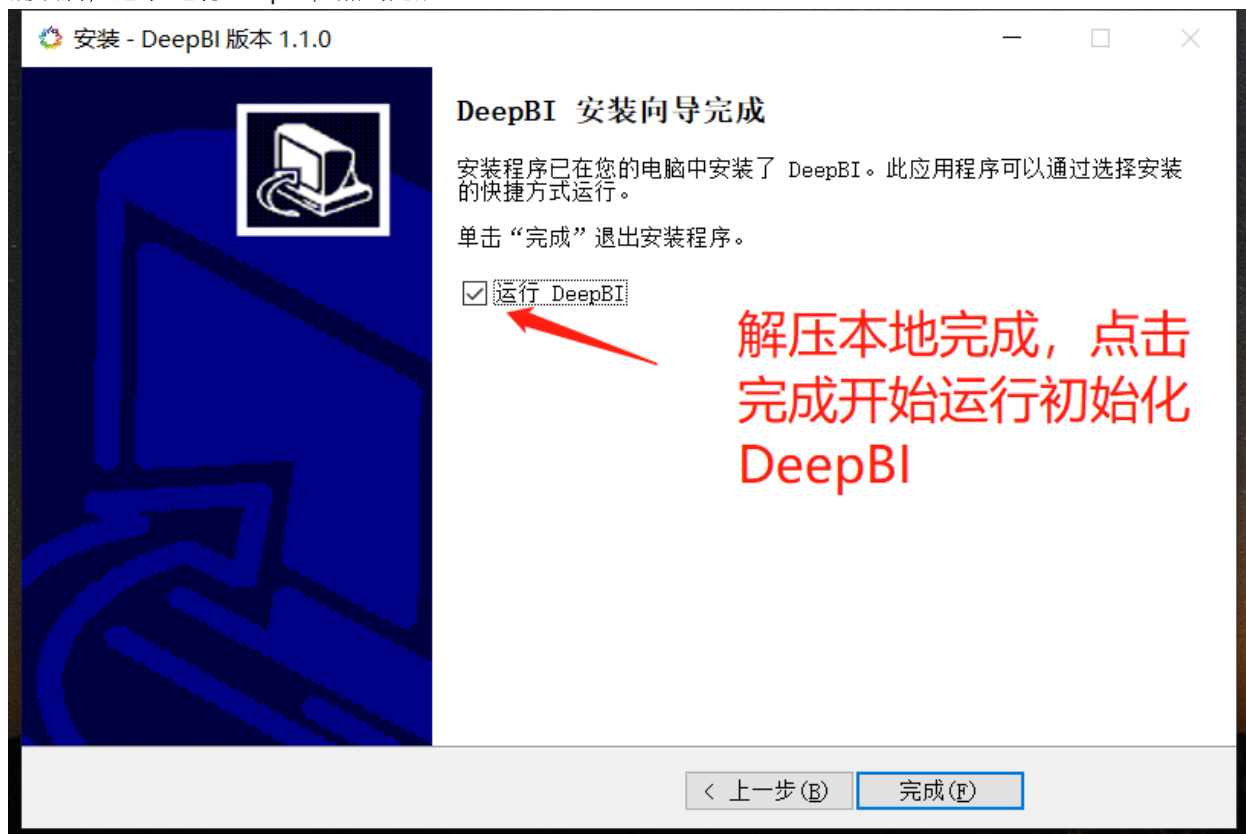 安装 - DeepBI 版本 1.1.0
DeepBI 安装向导完成
安装程序已在您的电脑中安装了 DeepBI。此应用程序可以通过选择安装
的快捷方式运行。
单击“完成”退出安装程序。
运行 DeepBI
解压本地完成，点击
完成开始运行初始化
DeepBI
< 上一步(B)
完成(F)